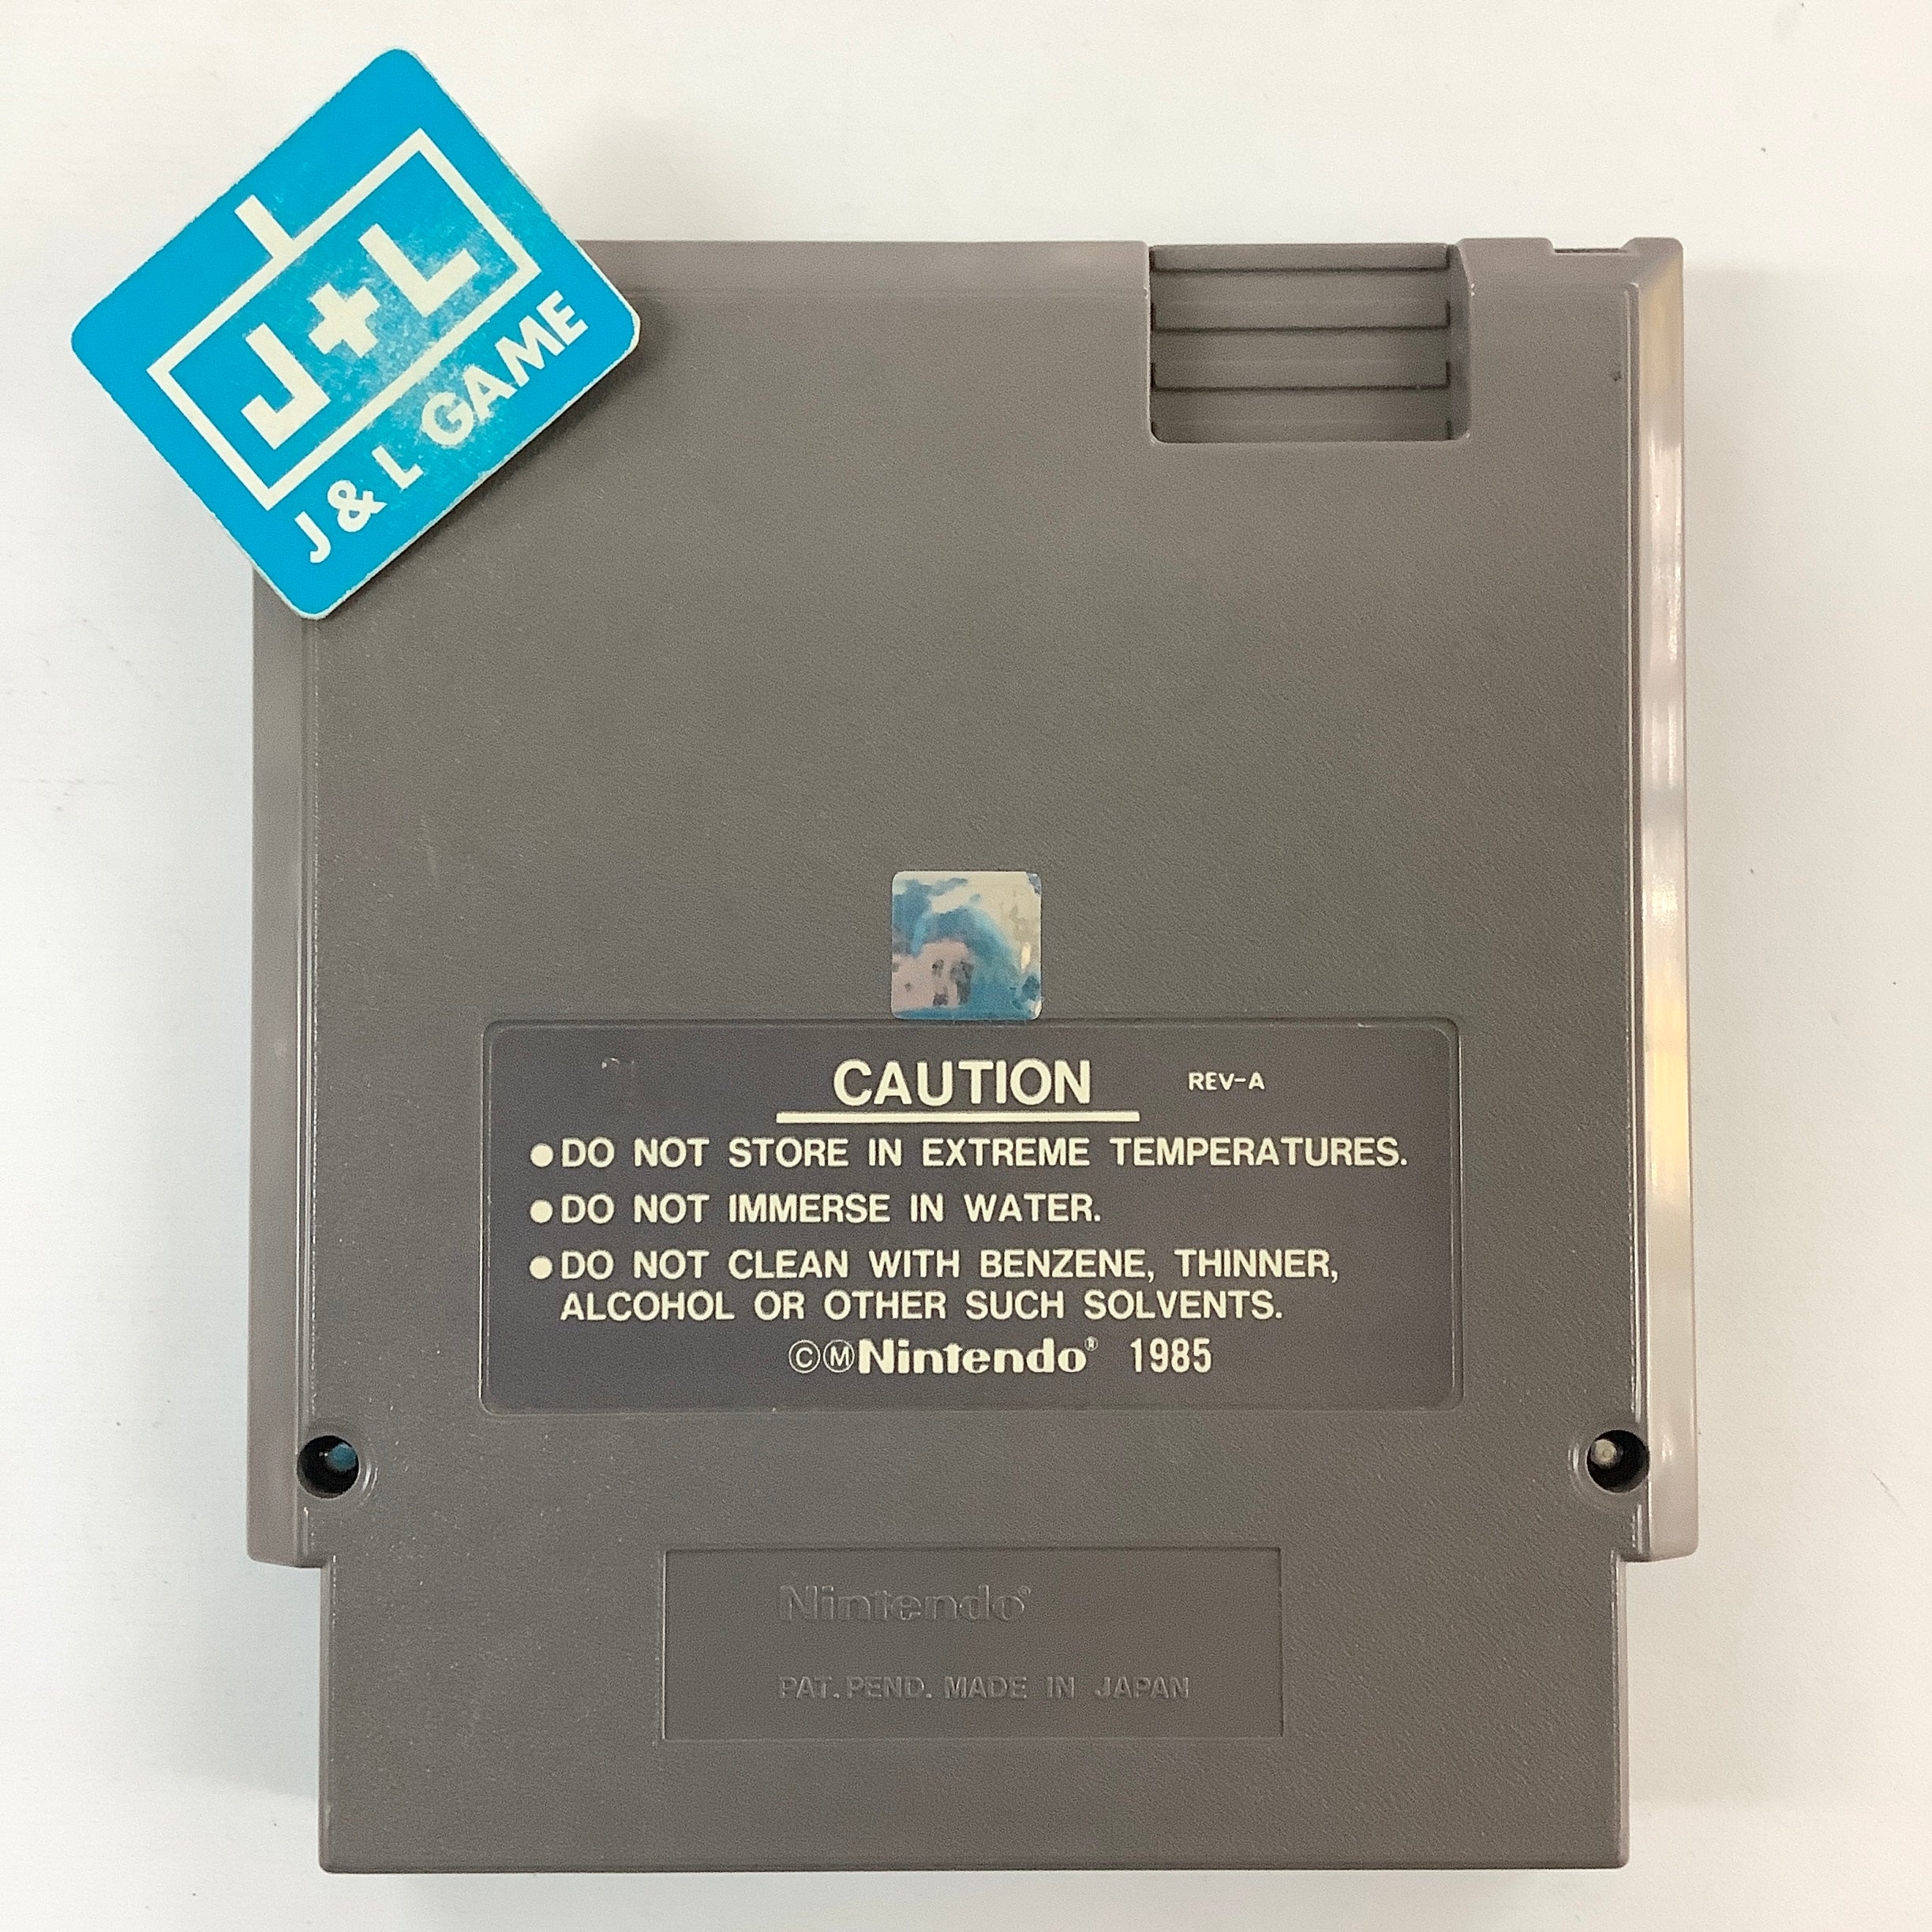 J+L
J & L GAME
CAUTION REV-A
●DO NOT STORE IN EXTREME TEMPERATURES.
●DO NOT IMMERSE IN WATER.
●DO NOT CLEAN WITH BENZENE, THINNER,
ALCOHOL OR OTHER SUCH SOLVENTS.
©ⓂNintendo® 1985
Nintendo®
PAT. PEND. MADE IN JAPAN